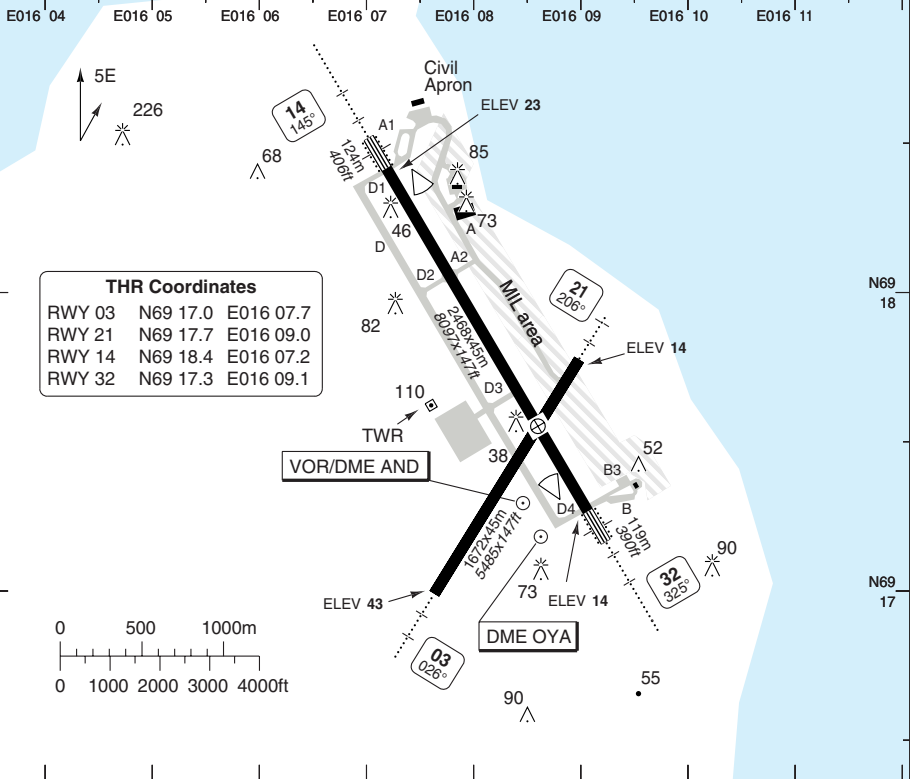 E016 04 E016 05 E016 06 E016 07 E016 08 E016 09 E016 10 E016 11
5E
226
68
14
145°
Civil
Apron
ELEV 23
A1
124m
406ft
85
D1
46
73
A
D
A2
D2
82
MIL area
21
206°
N69
18
THR Coordinates
RWY 03 N69 17.0 E016 07.7
RWY 21 N69 17.7 E016 09.0
RWY 14 N69 18.4 E016 07.2
RWY 32 N69 17.3 E016 09.1
2468x45m
8097x147ft
ELEV 14
D3
110
TWR
38
VOR/DME AND
52
B3
B
D4
119m
390ft
1672x45m
5485x147ft
90
32
325°
N69
17
73
ELEV 14
ELEV 43
DME OYA
03
026°
0 500 1000m
0 1000 2000 3000 4000ft
55
90